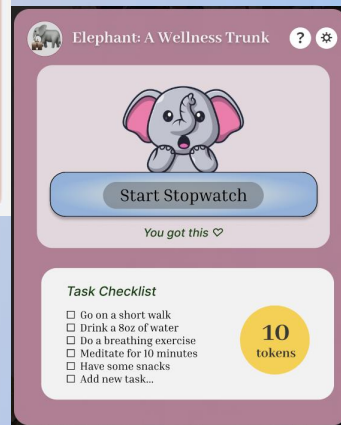 Elephant: A Wellness Trunk
?
Start Stopwatch
You got this ♡
Task Checklist
☐ Go on a short walk
☐ Drink a 8oz of water
☐ Do a breathing exercise
☐ Meditate for 10 minutes
☐ Have some snacks
☐ Add new task...
10
tokens